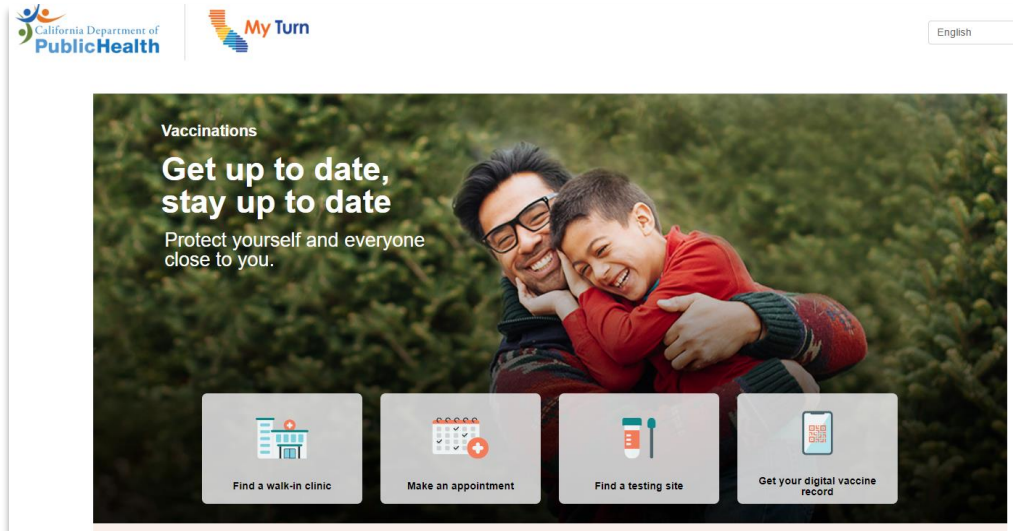 California Department of
PublicHealth
My Turn
English
Vaccinations
Get up to date,
stay up to date
Protect yourself and everyone
close to you.
Find a walk-in clinic
Make an appointment
Find a testing site
Get your digital vaccine
record